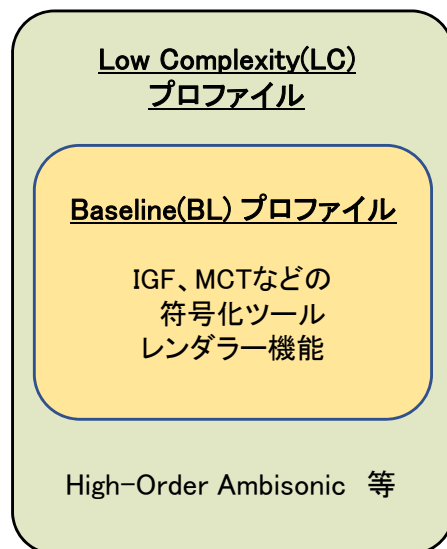 Low Complexity(LC)
プロファイル
Baseline(BL) プロファイル
IGF、MCTなどの
符号化ツール
レンダラー機能
High-Order Ambisonic 等